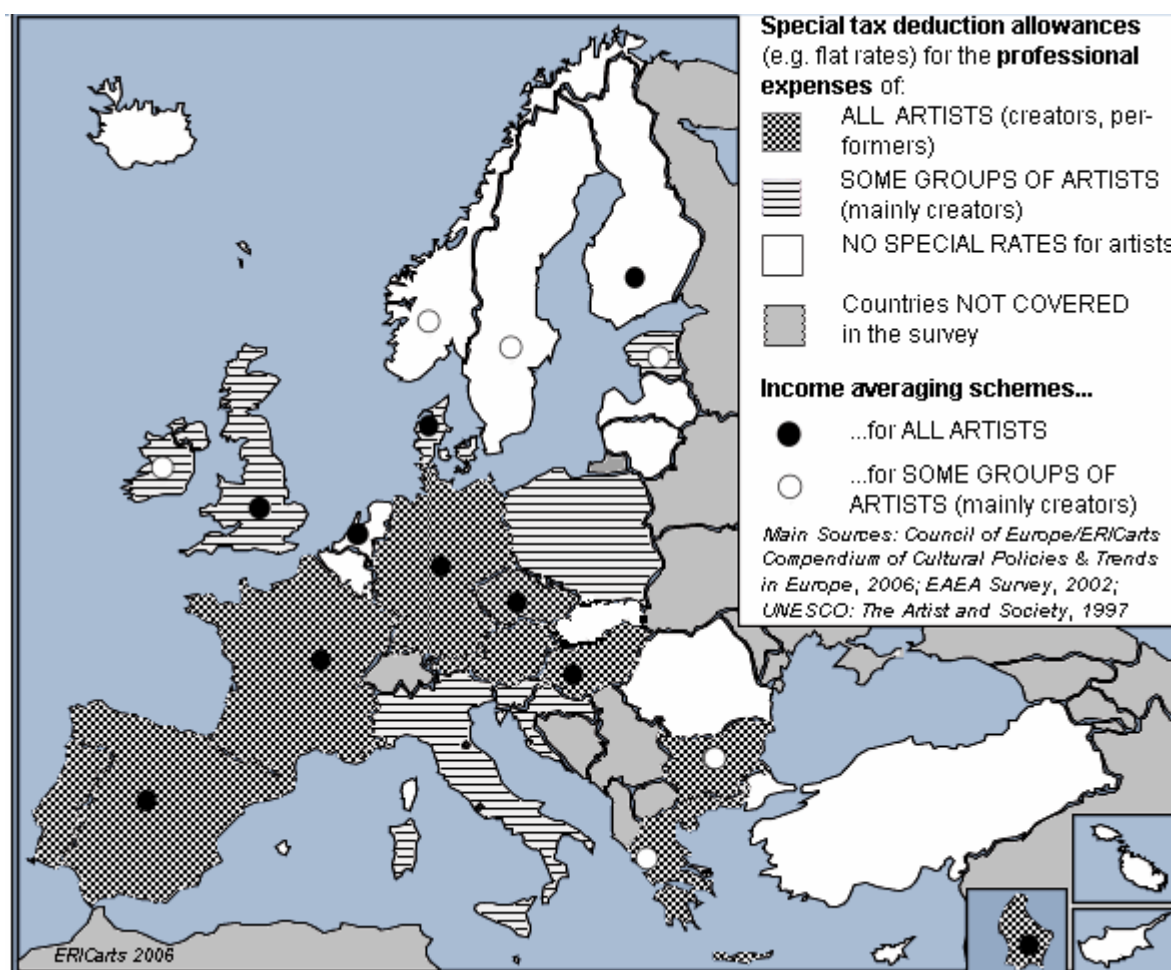 Special tax deduction allowances
(e.g. flat rates) for the professional
expenses of:
ALL ARTISTS (creators, per-
formers)
SOME GROUPS OF ARTISTS
(mainly creators)
NO SPECIAL RATES for artists
Countries NOT COVERED
in the survey
Income averaging schemes...
...for ALL ARTISTS
...for SOME GROUPS OF
ARTISTS (mainly creators)
Main Sources: Council of Europe/ERICarts
Compendium of Cultural Policies & Trends
in Europe, 2006; EAEA Survey, 2002;
UNESCO: The Artist and Society, 1997
ERICarts 2006